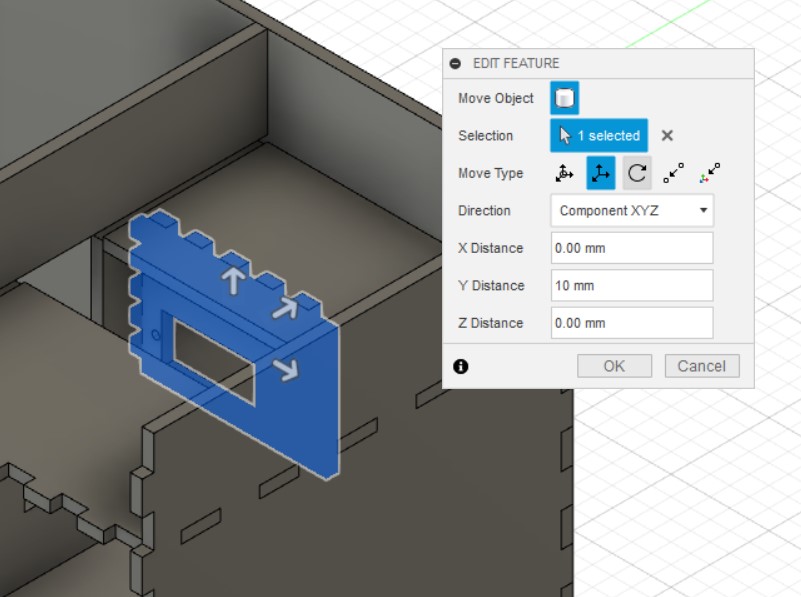 EDIT FEATURE
Move Object
Selection 1 selected
Move Type
Direction Component XYZ
X Distance 0.00 mm
Y Distance 10 mm
Z Distance 0.00 mm
OK Cancel